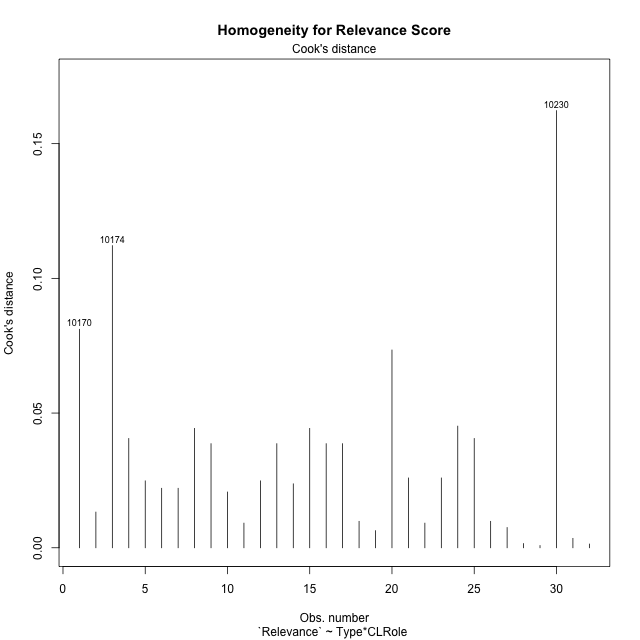 Homogeneity for Relevance Score
Cook's distance
10230
10174
10170
Cook's distance
0.15
0.10
0.05
0.00
0 5 10 15 20 25 30
Obs. number
`Relevance` ~ Type*CLRole